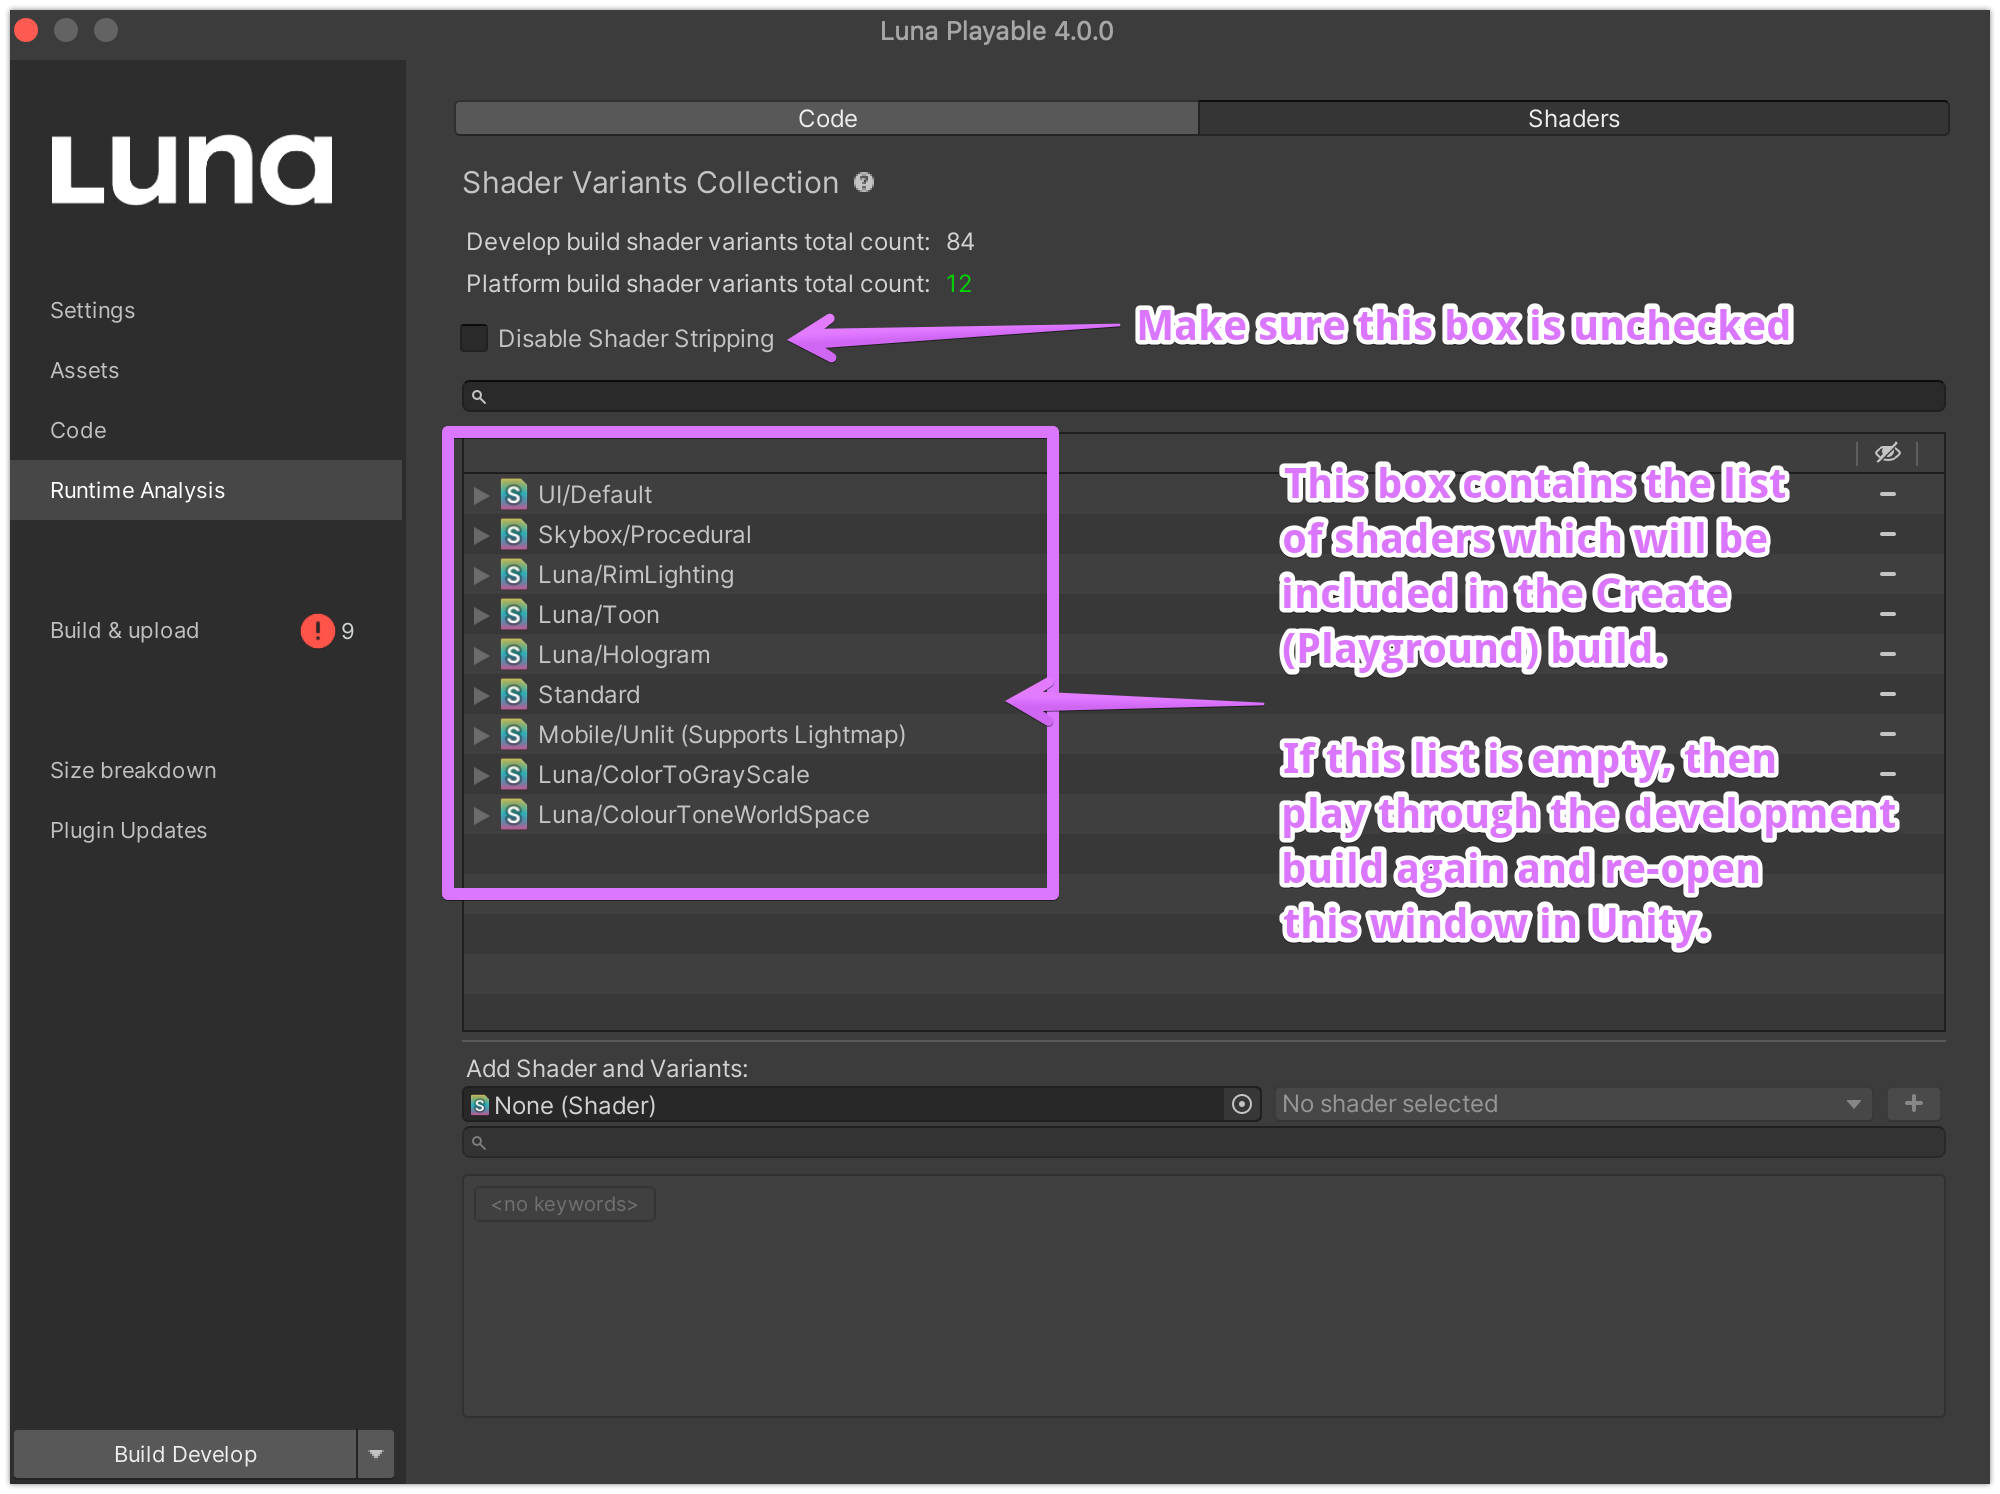 Luna Playable 4.0.0
Luna
Settings
Assets
Code
Runtime Analysis
Build & upload
9
Size breakdown
Plugin Updates
Build Develop
Code
Shaders
Shader Variants Collection
Develop build shader variants total count: 84
Platform build shader variants total count: 12
Disable Shader Stripping
Make sure this box is unchecked
UI/Default
Skybox/Procedural
Luna/RimLighting
Luna/Toon
Luna/Hologram
Standard
Mobile/Unlit (Supports Lightmap)
Luna/ColorToGrayScale
Luna/ColourToneWorldSpace
This box contains the list
of shaders which will be
included in the Create
(Playground) build.
If this list is empty, then
play through the development
build again and re-open
this window in Unity.
Add Shader and Variants:
None (Shader)
No shader selected
<no keywords>